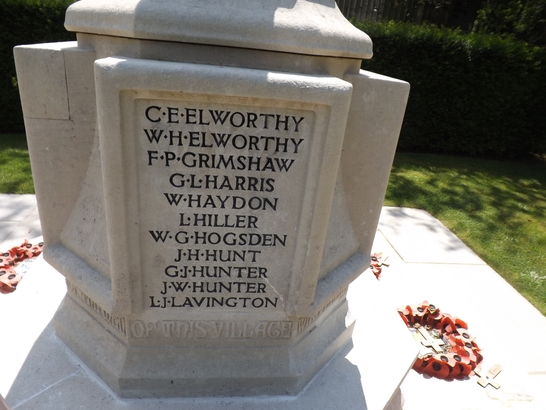 C·E·ELWORTHY
W·H·ELWORTHY
F·P·GRIMSHAW
G·L·HARRIS
W·HAYDON
L·HILLER
W·G·HOGSDEN
J·H·HUNT
G·J·HUNTER
J·W·HUNTER
L·J·LAVINGTON
OF THIS VILLAGE